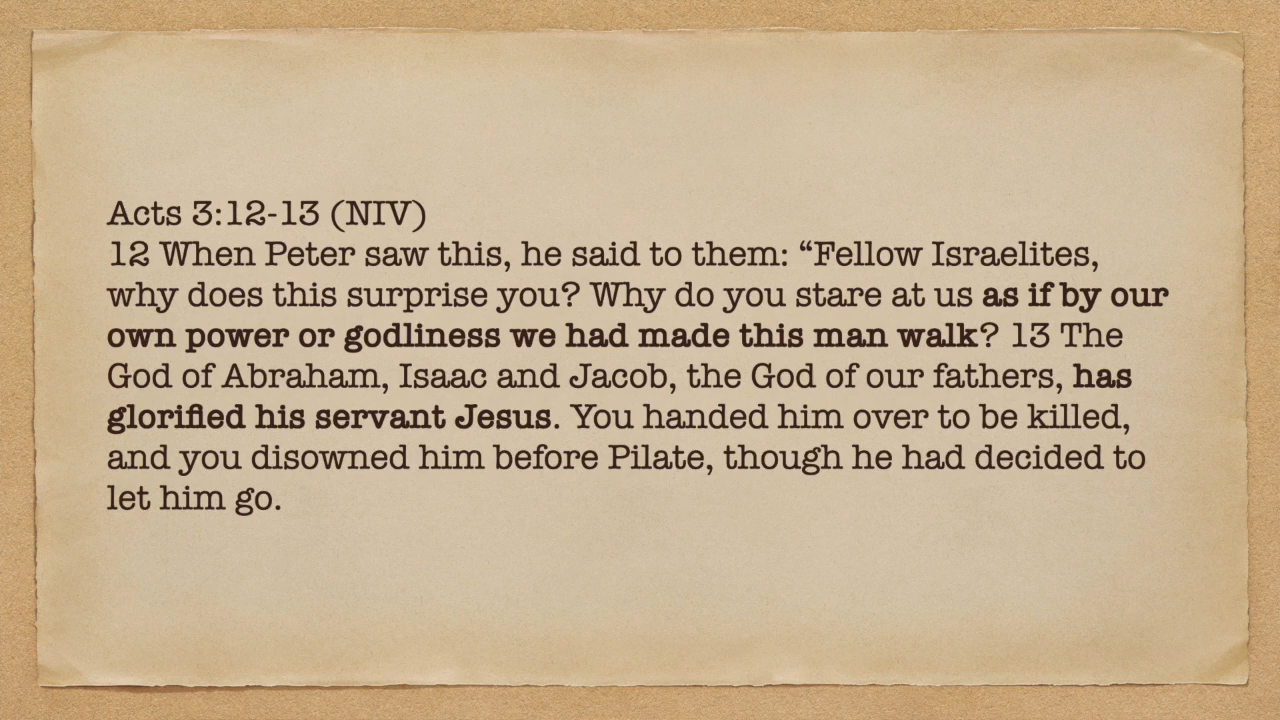 Acts 3:12-13 (NIV)
12 When Peter saw this, he said to them: “Fellow Israelites,
why does this surprise you? Why do you stare at us as if by our
own power or godliness we had made this man walk? 13 The
God of Abraham, Isaac and Jacob, the God of our fathers, has
glorified his servant Jesus. You handed him over to be killed,
and you disowned him before Pilate, though he had decided to
let him go.